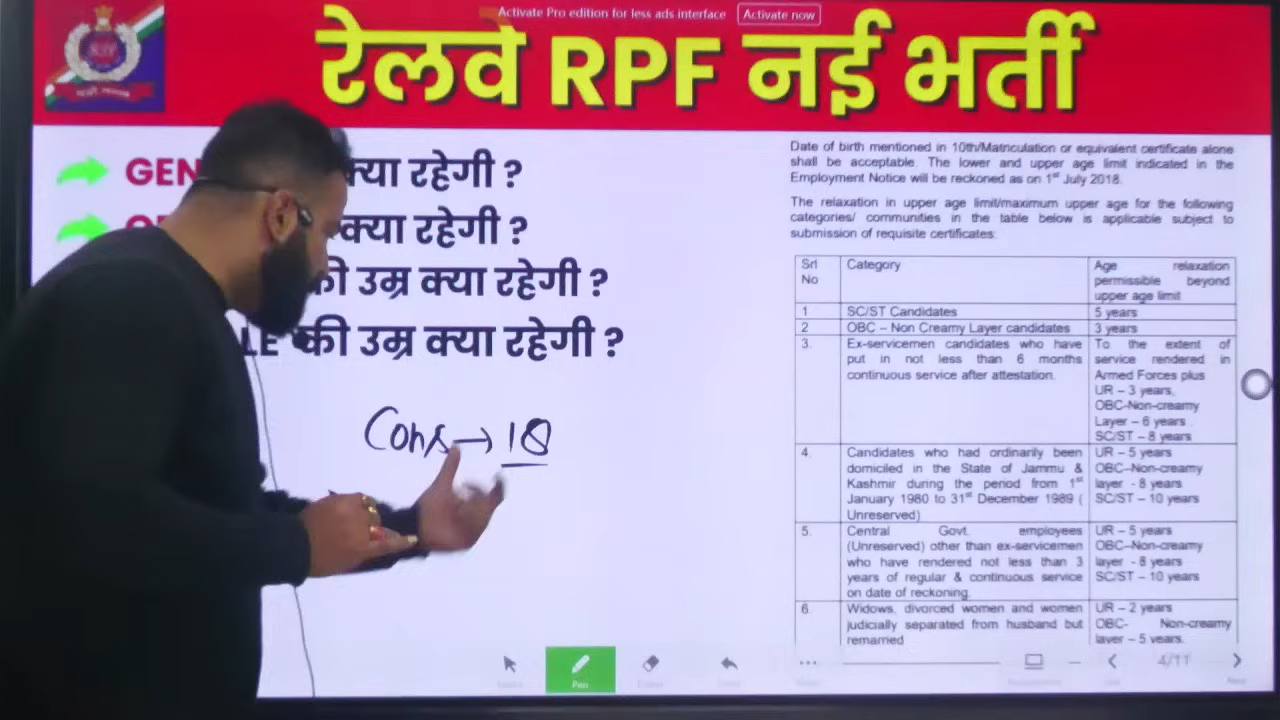 Activate Pro edition for less ads interface
Activate now
रेलवे RPF नई भर्ती
GEN क्या रहेगी ?
क्या रहेगी ?
की उम्र क्या रहेगी ?
LE की उम्र क्या रहेगी ?
Cons → 18
Date of birth mentioned in 10th/Matriculation or equivalent certificate alone
shall be acceptable. The lower and upper age limit indicated in the
Employment Notice will be reckoned as on 1st July 2018.
The relaxation in upper age limit/maximum upper age for the following
categories/ communities in the table below is applicable subject to
submission of requisite certificates:
Srl No
Category
Age relaxation
permissible beyond
upper age limit
1 SC/ST Candidates 5 years
2 OBC – Non Creamy Layer candidates 3 years
3. Ex-servicemen candidates who have
put in not less than 6 months
continuous service after attestation.
To the extent of
service rendered in
Armed Forces plus
UR – 3 years,
OBC-Non-creamy
Layer – 6 years
SC/ST – 8 years
4. Candidates who had ordinarily been
domiciled in the State of Jammu &
Kashmir during the period from 1st
January 1980 to 31st December 1989 (
Unreserved)
UR – 5 years
OBC–Non-creamy
layer - 8 years
SC/ST – 10 years
5. Central Govt. employees
(Unreserved) other than ex-servicemen
who have rendered not less than 3
years of regular & continuous service
on date of reckoning.
UR – 5 years
OBC–Non-creamy
layer - 8 years
SC/ST – 10 years
6. Widows, divorced women and women
judicially separated from husband but
remarried
UR – 2 years
OBC- Non-creamy
layer – 5 years.
Pen
4/11